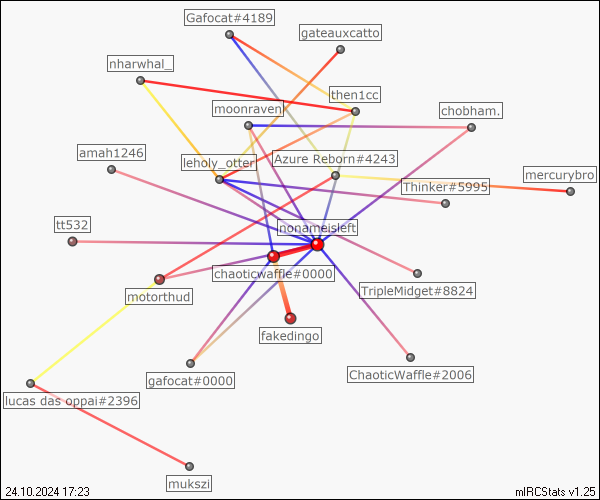 Gafocat#4189
gateauxcatto
nharwhal_
then1cc
moonraven
chobham.
amah1246
leholy_otter
Azure Reborn#4243
Thinker#5995
mercurybro
tt532
nonameisleft
chaoticwaffle#0000
motorthud
TripleMidget#8824
fakedingo
gafocat#0000
ChaoticWaffle#2006
lucas das oppai#2396
mukszi
24.10.2024 17:23
mIRCStats v1.25